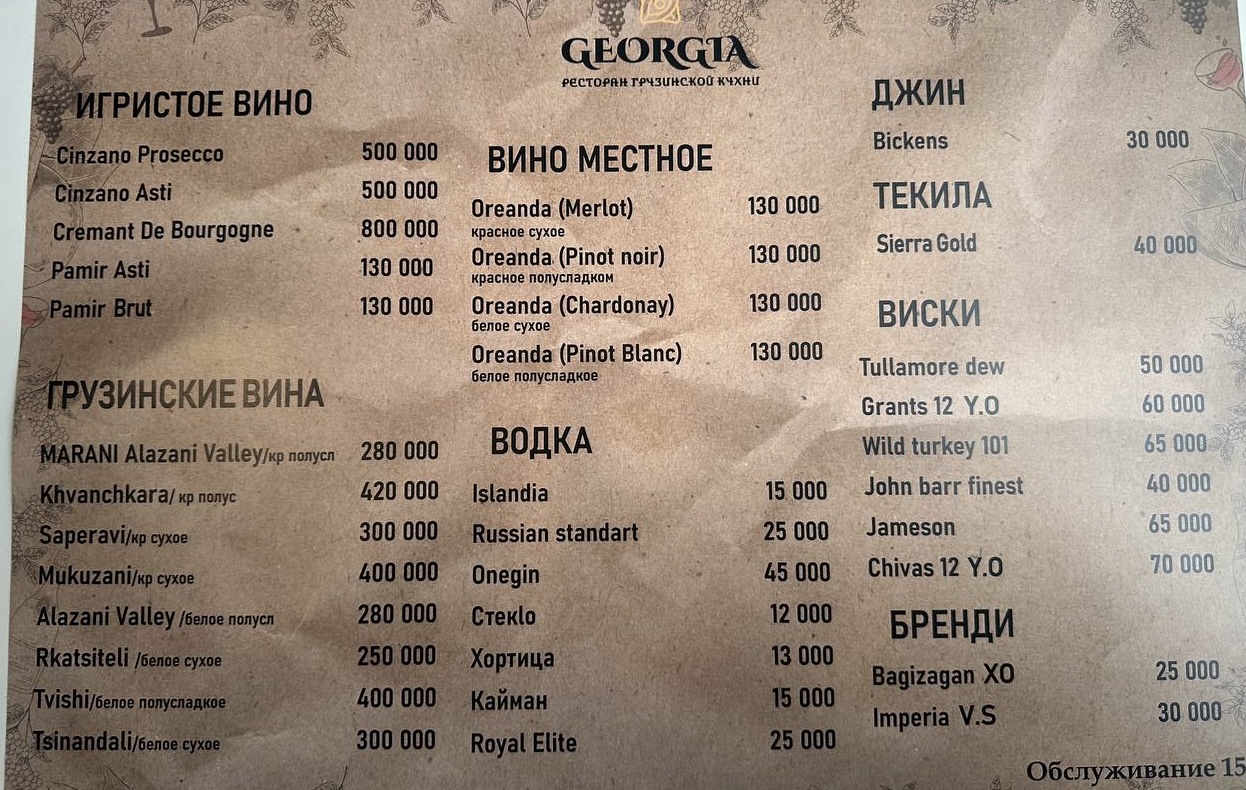 GEORGIA
РЕСТОРАН ГРУЗИНСКОЙ КУХНИ
ИГРИСТОЕ ВИНО
Cinzano Prosecco 500 000
Cinzano Asti 500 000
Cremant De Bourgogne 800 000
Pamir Asti 130 000
Pamir Brut 130 000
ГРУЗИНСКИЕ ВИНА
MARANI Alazani Valley/кр полусл 280 000
Khvanchkara/ кр полус 420 000
Saperavi/кр сухое 300 000
Mukuzani/кр сухое 400 000
Alazani Valley /белое полусл 280 000
Rkatsiteli /белое сухое 250 000
Tvishi/белое полусладкое 400 000
Tsinandali/белое сухое 300 000
ВИНО МЕСТНОЕ
Oreanda (Merlot) 130 000
красное сухое
Oreanda (Pinot noir) 130 000
красное полусладком
Oreanda (Chardonay) 130 000
белое сухое
Oreanda (Pinot Blanc) 130 000
белое полусладкое
ВОДКА
Islandia 15 000
Russian standart 25 000
Onegin 45 000
Стекlo 12 000
Хортица 13 000
Кайман 15 000
Royal Elite 25 000
ДЖИН
Bickens 30 000
ТЕКИЛА
Sierra Gold 40 000
ВИСКИ
Tullamore dew 50 000
Grants 12 Y.O 60 000
Wild turkey 101 65 000
John barr finest 40 000
Jameson 65 000
Chivas 12 Y.O 70 000
БРЕНДИ
Bagizagan XO 25 000
Imperia V.S 30 000
Обслуживание 15